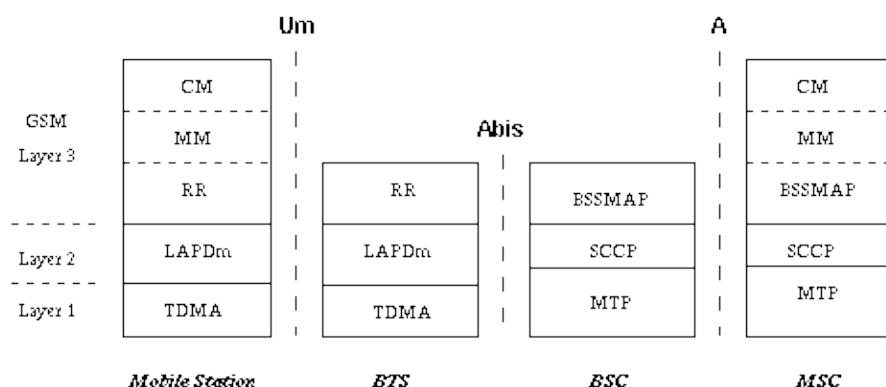 Um
A
CM
CM
GSM
Abis
MM
MM
Layer 3
RR
RR
BSSMAP
BSSMAP
Layer 2
LAPDm
LAPDm
SCCP
SCCP
Layer 1
TDMA
TDMA
MTP
MTP
Mobile Station
BTS
BSC
MSC